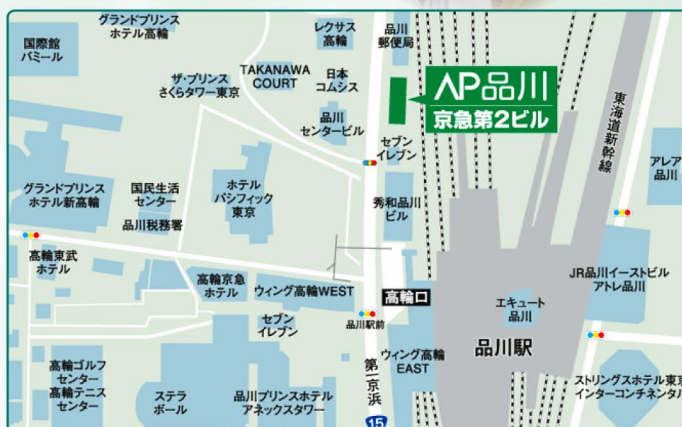 グランドプリンス
ホテル高輪
国際館
パミール
レクサス
高輪
品川
郵便局
ザ・プリンス
さくらタワー東京
TAKANAWA
COURT
日本
コムシス
AP品川
京急第2ビル
品川
センタービル
セブン
イレブン
東海道新幹線
アレア
品川
グランドプリンス
ホテル新高輪
国民生活
センター
品川税務署
ホテル
パシフィック
東京
秀和品川
ビル
高輪東武
ホテル
高輪京急
ホテル
ウィング高輪WEST
高輪口
JR品川イーストビル
アトレ品川
エキュート
品川
セブン
イレブン
品川駅前
品川駅
ウィング高輪
EAST
第一京浜
高輪ゴルフ
センター
高輪テニス
センター
ステラ
ボール
品川プリンスホテル
アネックスタワー
ストリングスホテル東京
インターコンチネンタル
15